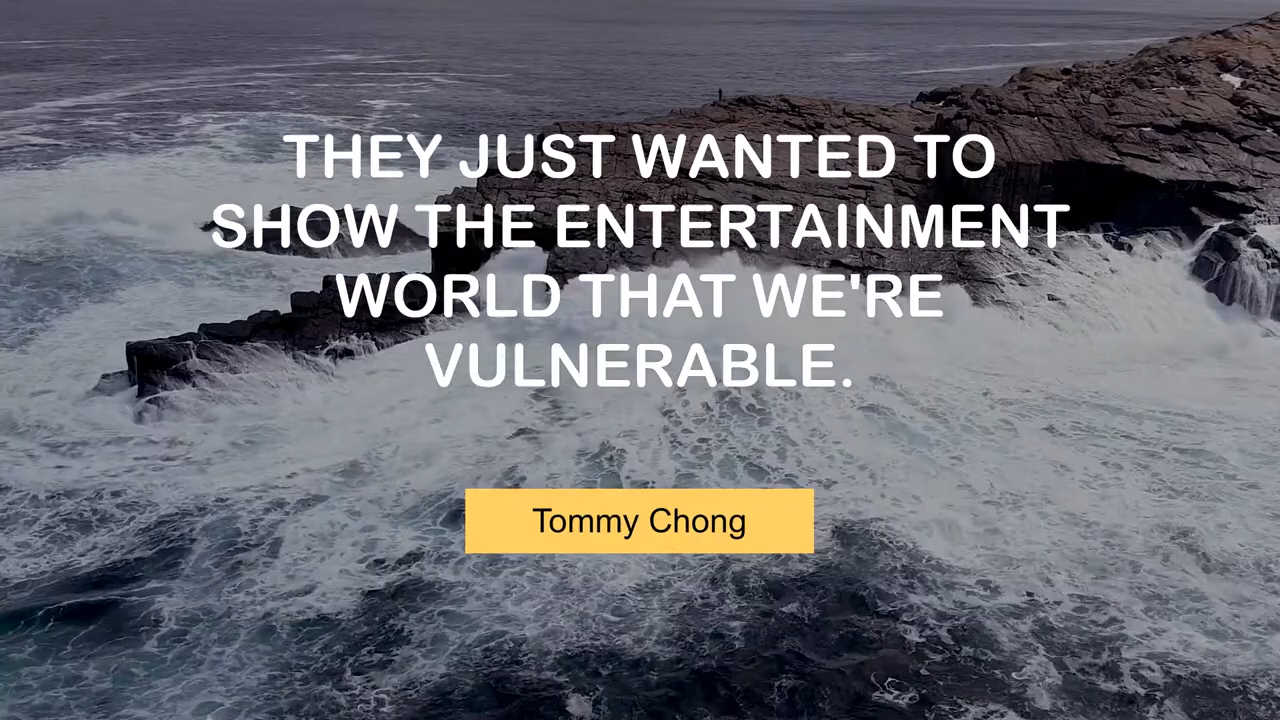 THEY JUST WANTED TO
SHOW THE ENTERTAINMENT
WORLD THAT WE'RE
VULNERABLE.
Tommy Chong